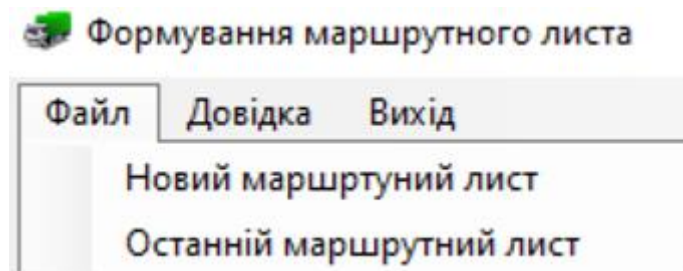 Формування маршрутного листа
Файл Довідка Вихід
Новий маршртуний лист
Останній маршрутний лист